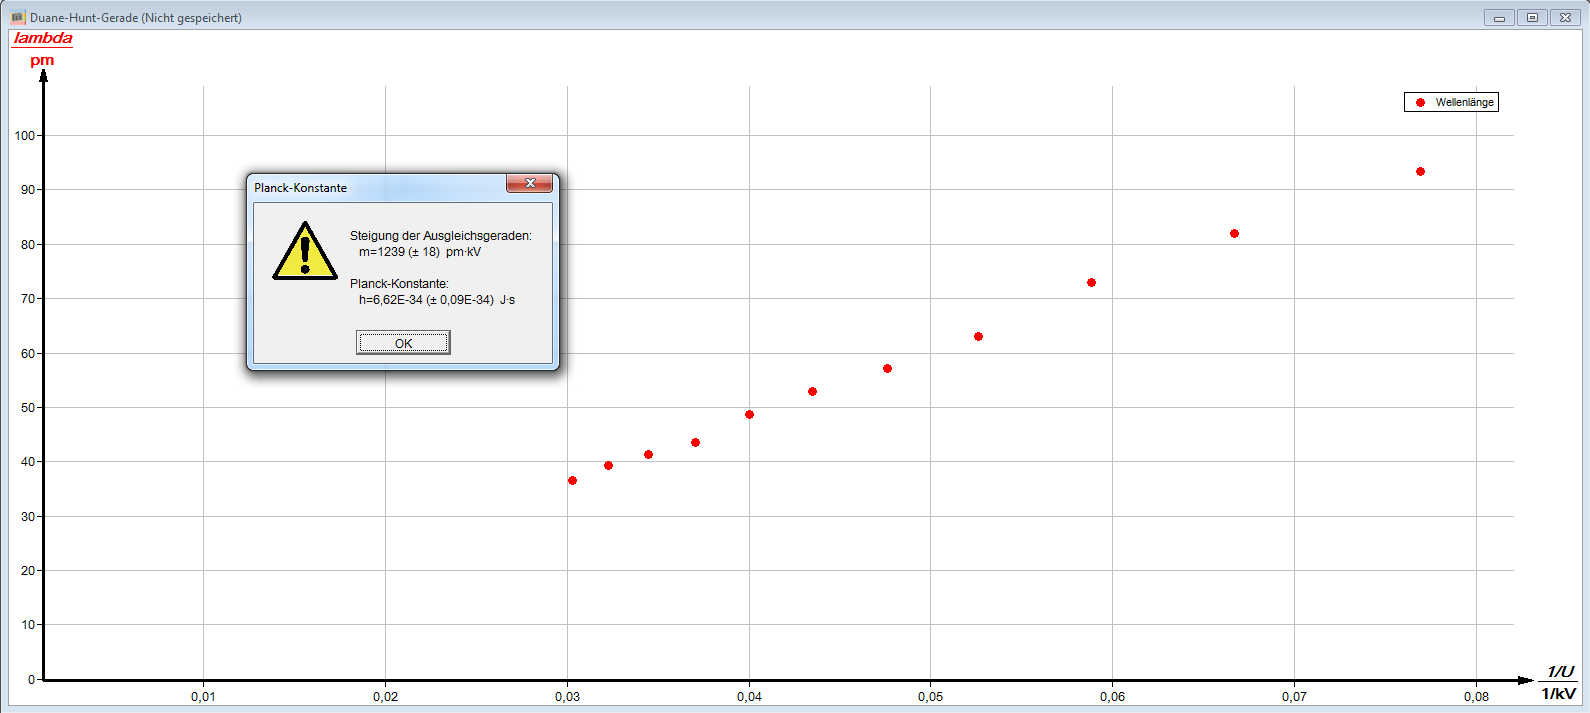 Duane-Hunt-Gerade (Nicht gespeichert)
lambda
pm
Wellenlänge
100
90
80
70
60
50
40
30
20
10
0
Planck-Konstante
Steigung der Ausgleichsgeraden:
m=1239 (± 18) pm·kV
Planck-Konstante:
h=6,62E-34 (± 0,09E-34) J·s
OK
0,01 0,02 0,03 0,04 0,05 0,06 0,07 0,08
1/U
1/kV